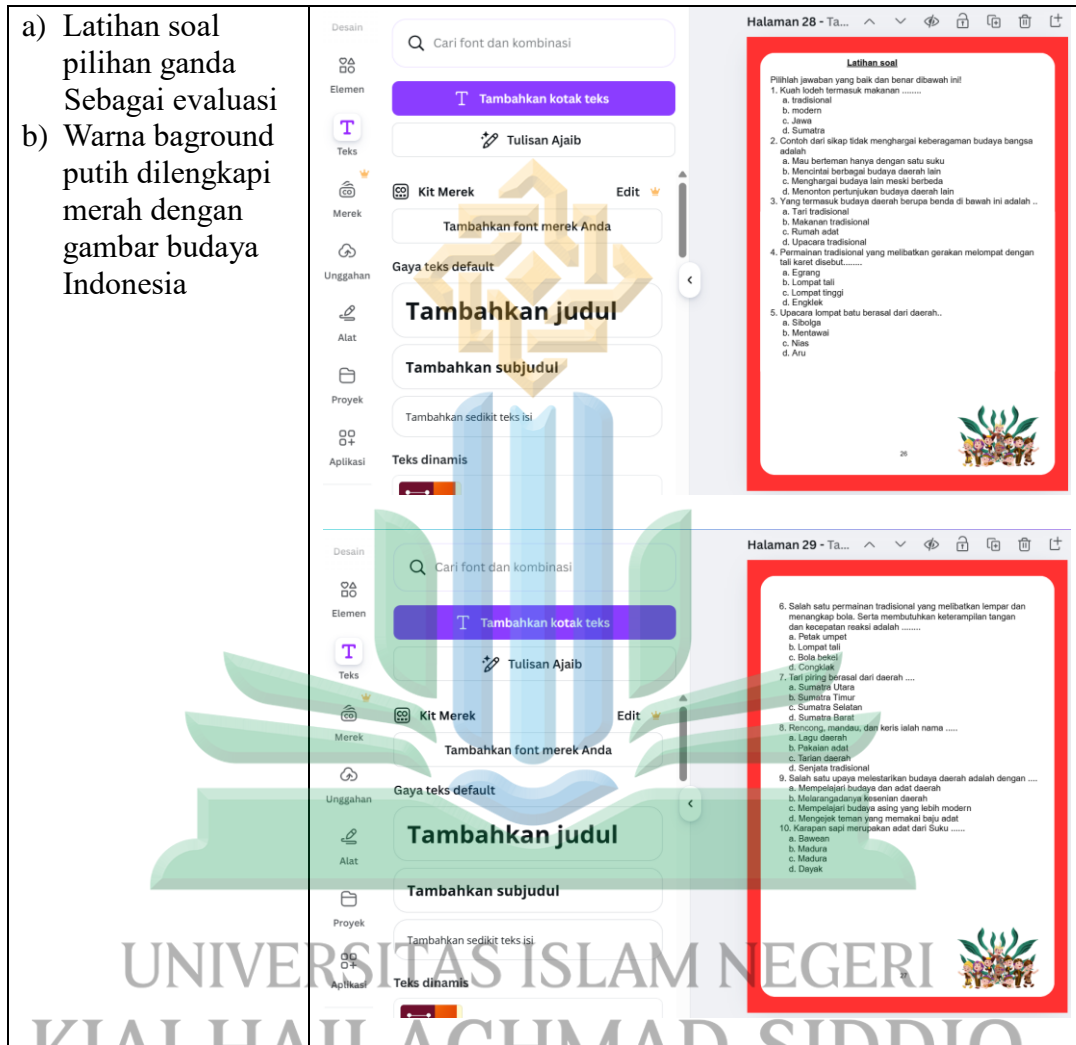 a) Latihan soal
pilihan ganda
Sebagai evaluasi
b) Warna baground
putih dilengkapi
merah dengan
gambar budaya
Indonesia
Desain
Elemen
Teks
Merek
Unggahan
Alat
Proyek
Aplikasi
Cari font dan kombinasi
Tambahkan kotak teks
Tulisan Ajaib
Kit Merek
Edit
Tambahkan font merek Anda
Gaya teks default
Tambahkan judul
Tambahkan subjudul
Tambahkan sedikit teks isi
Teks dinamis
Halaman 28 - Ta...
Latihan soal
Pilihlah jawaban yang baik dan benar dibawah ini!
1. Kuah lodeh termasuk makanan ........
a. tradisional
b. modern
c. Jawa
d. Sumatra
2. Contoh dari sikap tidak menghargai keberagaman budaya bangsa
adalah
a. Mau berteman hanya dengan satu suku
b. Mencintai berbagai budaya daerah lain
c. Menghargai budaya lain meski berbeda
d. Menonton pertunjukan budaya daerah lain
3. Yang termasuk budaya daerah berupa benda di bawah ini adalah ..
a. Tari tradisional
b. Makanan tradisional
c. Rumah adat
d. Upacara tradisional
4. Permainan tradisional yang melibatkan gerakan melompat dengan
tali karet disebut........
a. Egrang
b. Lompat tali
c. Lompat tinggi
d. Engklek
5. Upacara lompat batu berasal dari daerah..
a. Sibolga
b. Mentawai
c. Nias
d. Aru
Desain
Elemen
Teks
Merek
Unggahan
Alat
Proyek
Aplikasi
Cari font dan kombinasi
Tambahkan kotak teks
Tulisan Ajaib
Kit Merek
Edit
Tambahkan font merek Anda
Gaya teks default
Tambahkan judul
Tambahkan subjudul
Tambahkan sedikit teks isi
Teks dinamis
Halaman 29 - Ta...
6. Salah satu permainan tradisional yang melibatkan lempar dan
menangkap bola. Serta membutuhkan keterampilan tangan
dan kecepatan reaksi adalah ........
a. Petak umpet
b. Lompat tali
c. Bola bekel
d. Congklak
7. Tari piring berasal dari daerah ....
a. Sumatra Utara
b. Sumatra Timur
c. Sumatra Selatan
d. Sumatra Barat
8. Rencong, mandau, dan keris ialah nama .....
a. Lagu daerah
b. Pakaian adat
c. Tarian daerah
d. Senjata tradisional
9. Salah satu upaya melestarikan budaya daerah adalah dengan ....
a. Mempelajari budaya dan adat daerah
b. Melarangadanya kesenian daerah
c. Mempelajari budaya asing yang lebih modern
d. Mengejek teman yang memakai baju adat
10. Karapan sapi merupakan adat dari Suku ......
a. Bawean
b. Madura
c. Madura
d. Dayak
UNIVERSITAS ISLAM NEGERI
KIAI HAJI ACHMAD SIDDIQ